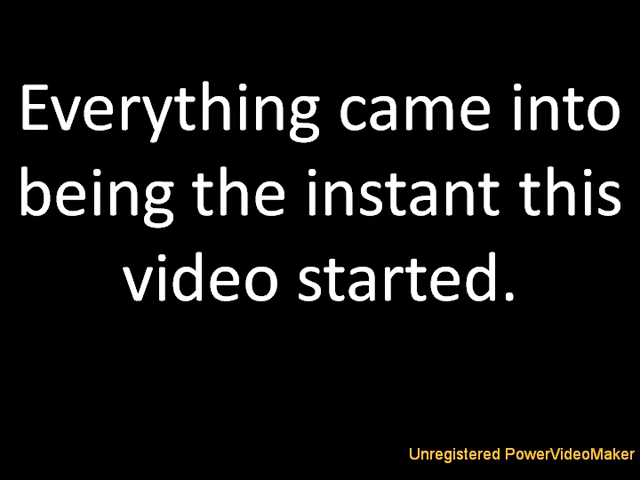 Everything came into
being the instant this
video started.
Unregistered PowerVideoMaker